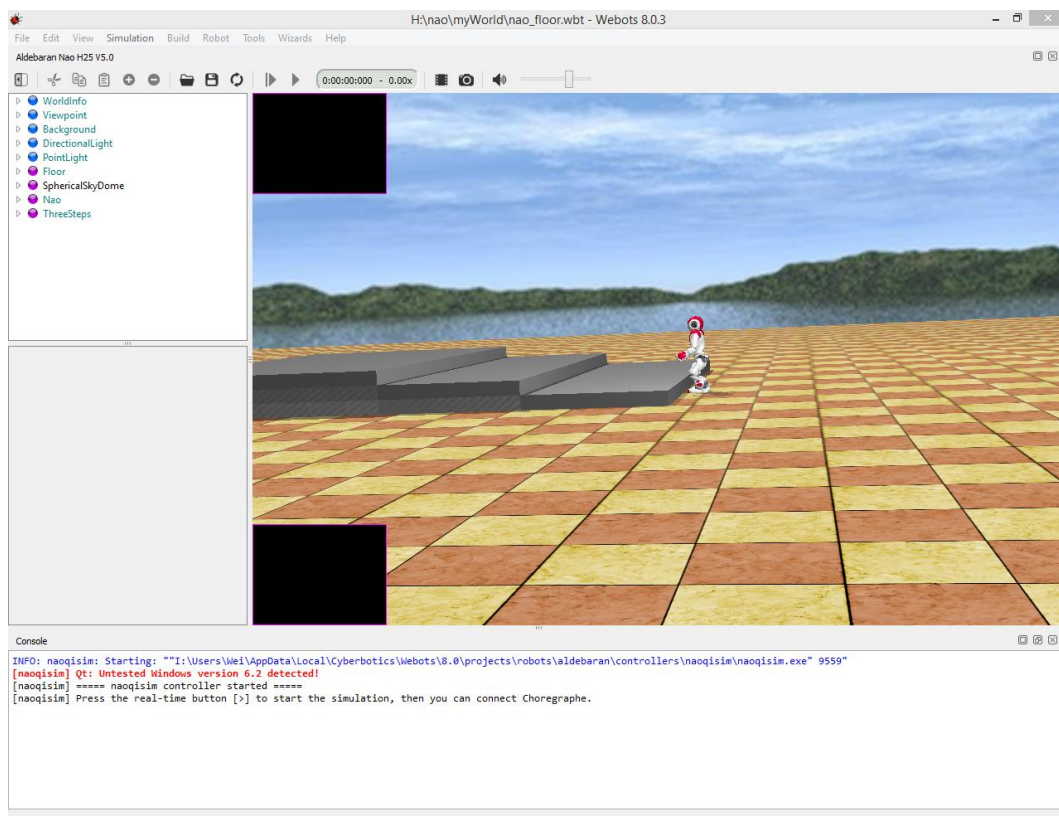 H:\nao\myWorld\nao_floor.wbt - Webots 8.0.3
File Edit View Simulation Build Robot Tools Wizards Help
Aldebaran Nao H25 V5.0
0:00:00:000 - 0.00x
WorldInfo
Viewpoint
Background
DirectionalLight
PointLight
Floor
SphericalSkyDome
Nao
ThreeSteps
Console
INFO: naoqisim: Starting: ""I:\Users\Wei\AppData\Local\Cyberbotics\Webots\8.0\projects\robots\aldebaran\controllers\naoqisim\naoqisim.exe" 9559"
[naoqisim] Qt: Untested Windows version 6.2 detected!
[naoqisim] ===== naoqisim controller started =====
[naoqisim] Press the real-time button [>] to start the simulation, then you can connect Choregraphe.